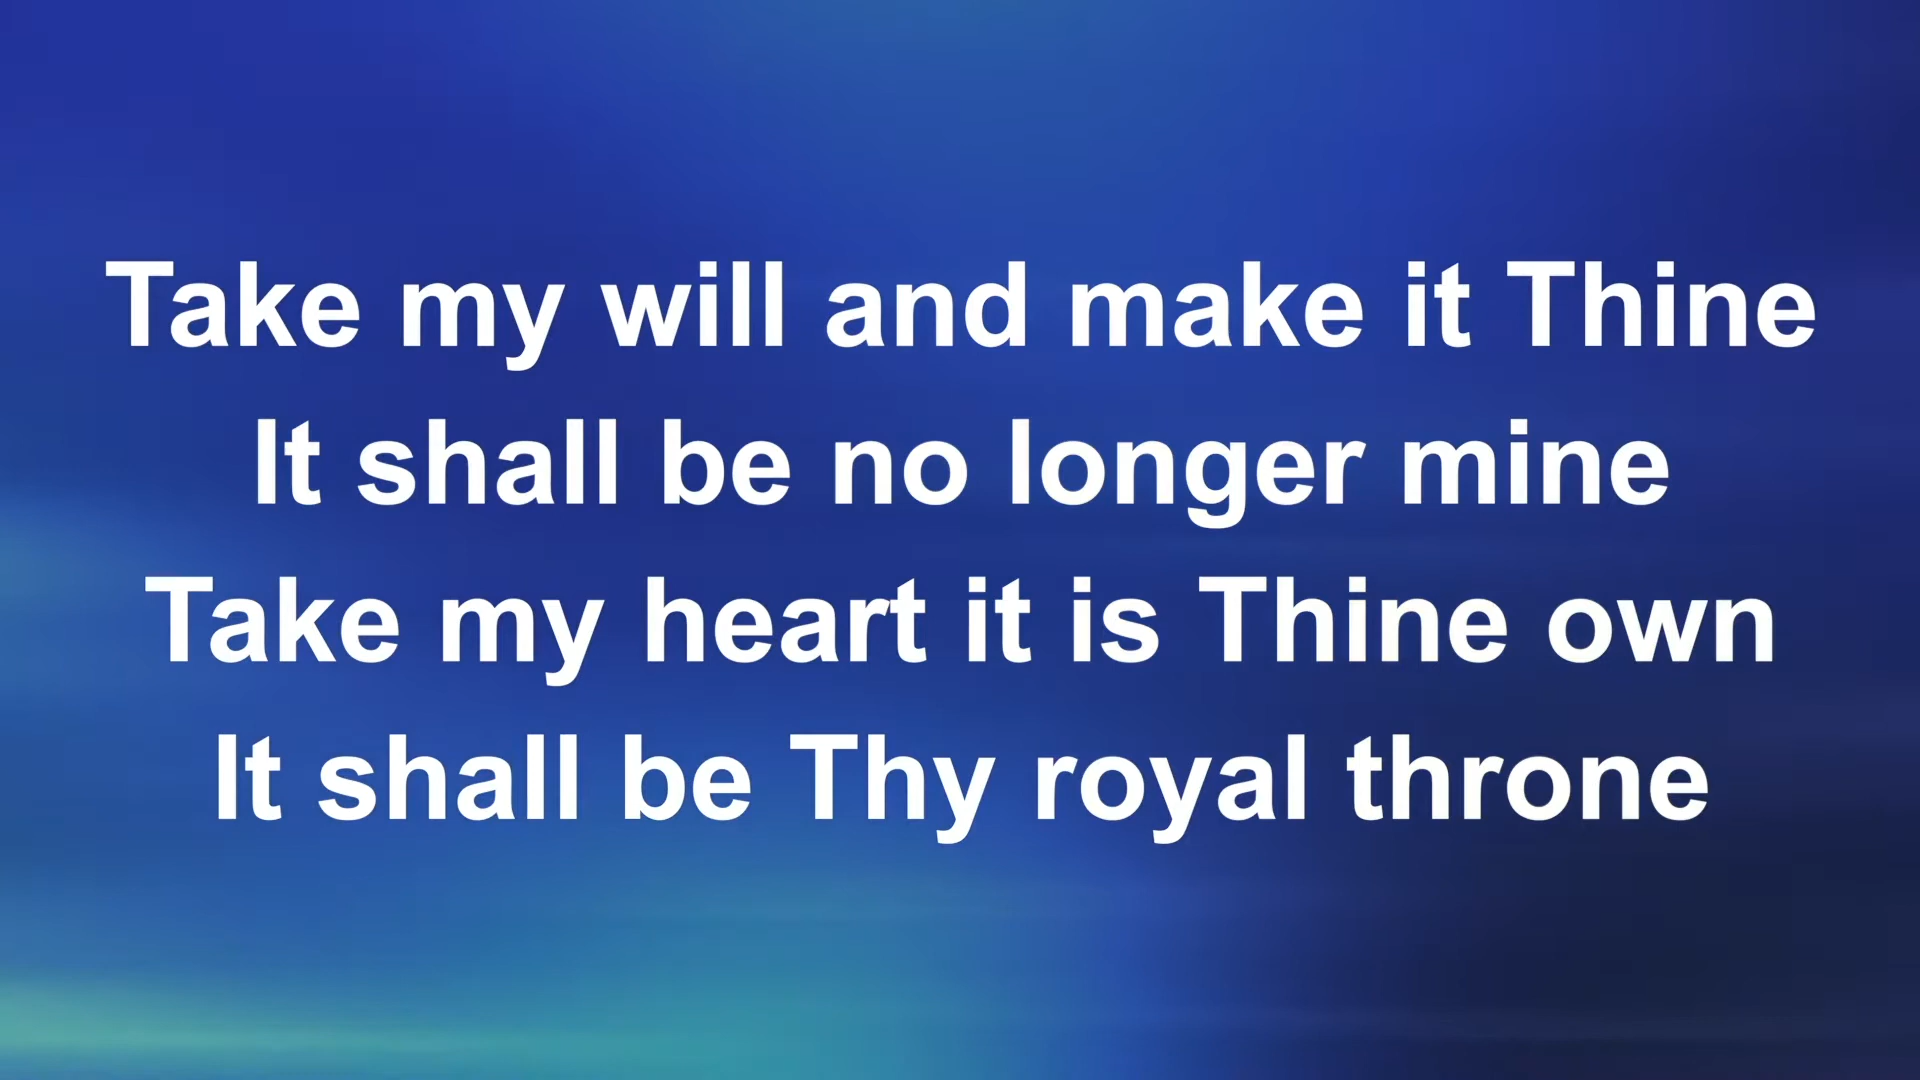 Take my will and make it Thine
It shall be no longer mine
Take my heart it is Thine own
It shall be Thy royal throne